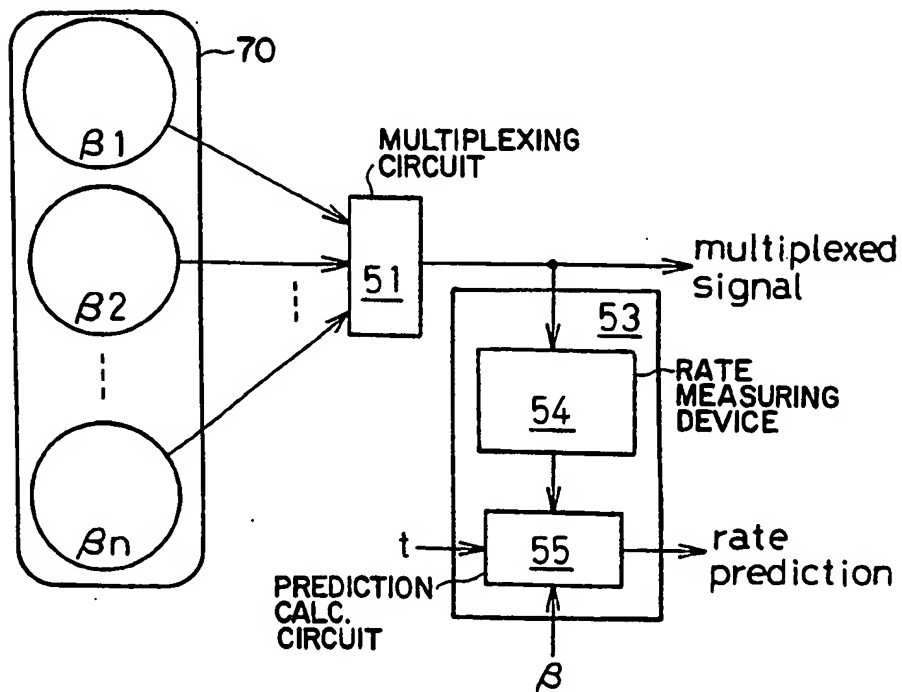 70
β1
MULTIPLEXING
CIRCUIT
51
multiplexed
signal
β2
53
RATE
MEASURING
DEVICE
54
βn
t
55
rate
prediction
PREDICTION
CALC.
CIRCUIT
β